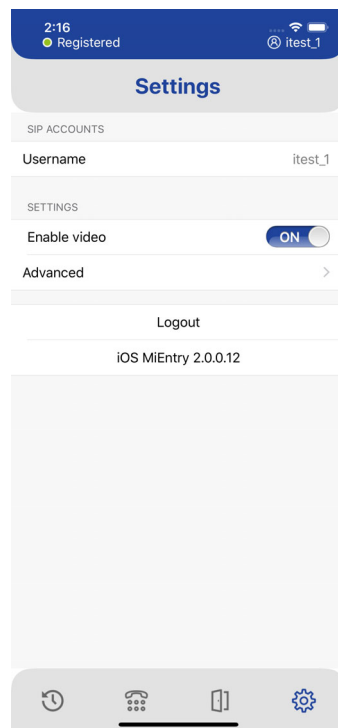 2:16
Registered
itest_1
Settings
SIP ACCOUNTS
Username itest_1
SETTINGS
Enable video ON
Advanced
Logout
iOS MiEntry 2.0.0.12